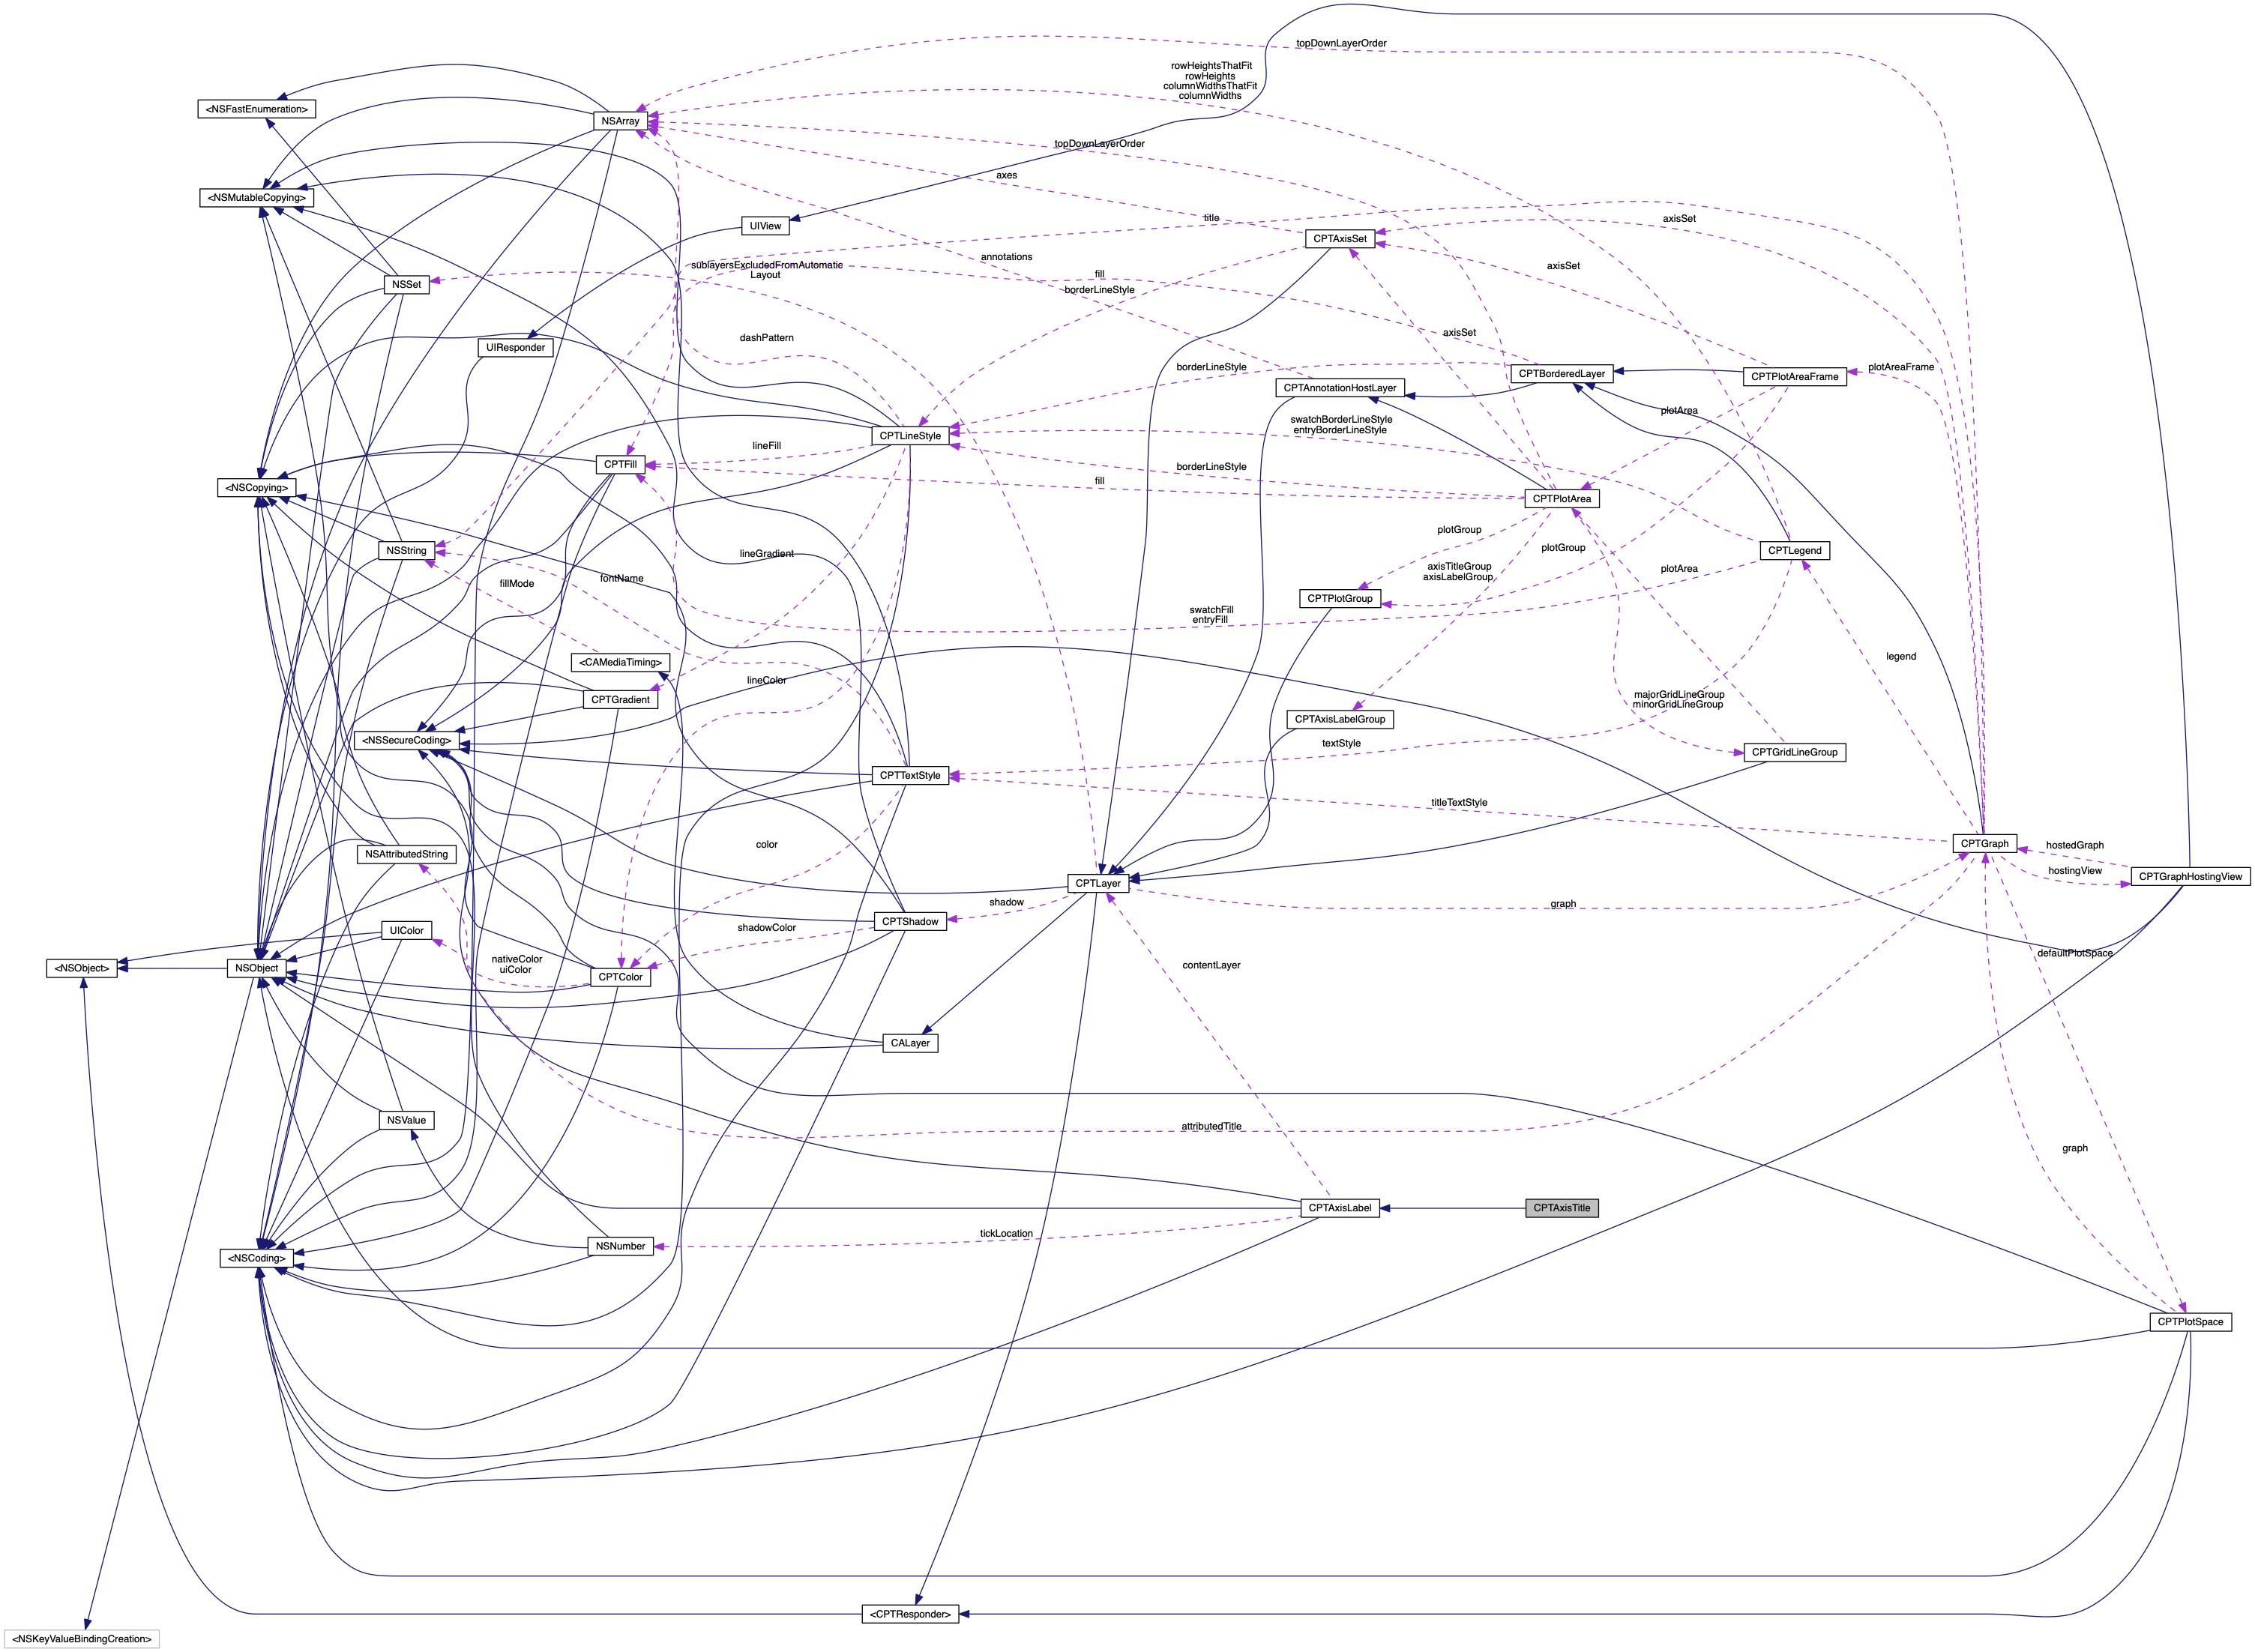 topDownLayerOrder
rowHeightsThatFit
rowHeights
columnWidthsThatFit
columnWidths
<NSFastEnumeration>
NSArray
topDownLayerOrder
axes
<NSMutableCopying>
title
axisSet
UIView
CPTAxisSet
annotations
sublayersExcludedFromAutomatic
Layout
fill
axisSet
NSSet
borderLineStyle
dashPattern
axisSet
UIResponder
borderLineStyle
plotAreaFrame
CPTBorderedLayer
CPTPlotAreaFrame
CPTAnnotationHostLayer
plotArea
swatchBorderLineStyle
entryBorderLineStyle
CPTLineStyle
lineFill
CPTFill
borderLineStyle
fill
<NSCopying>
CPTPlotArea
plotGroup
NSString
lineGradient
plotGroup
CPTLegend
fillMode
fontName
axisTitleGroup
axisLabelGroup
plotArea
CPTPlotGroup
swatchFill
entryFill
<CAMediaTiming>
legend
lineColor
CPTGradient
majorGridLineGroup
minorGridLineGroup
CPTAxisLabelGroup
<NSSecureCoding>
textStyle
CPTGridLineGroup
CPTTextStyle
titleTextStyle
color
CPTGraph
hostedGraph
NSAttributedString
hostingView
CPTGraphHostingView
CPTLayer
shadow
graph
CPTShadow
shadowColor
UIColor
defaultPlotSpace
nativeColor
uiColor
contentLayer
<NSObject>
NSObject
CPTColor
CALayer
NSValue
attributedTitle
graph
CPTAxisLabel
CPTAxisTitle
tickLocation
NSNumber
<NSCoding>
CPTPlotSpace
<CPTResponder>
<NSKeyValueBindingCreation>